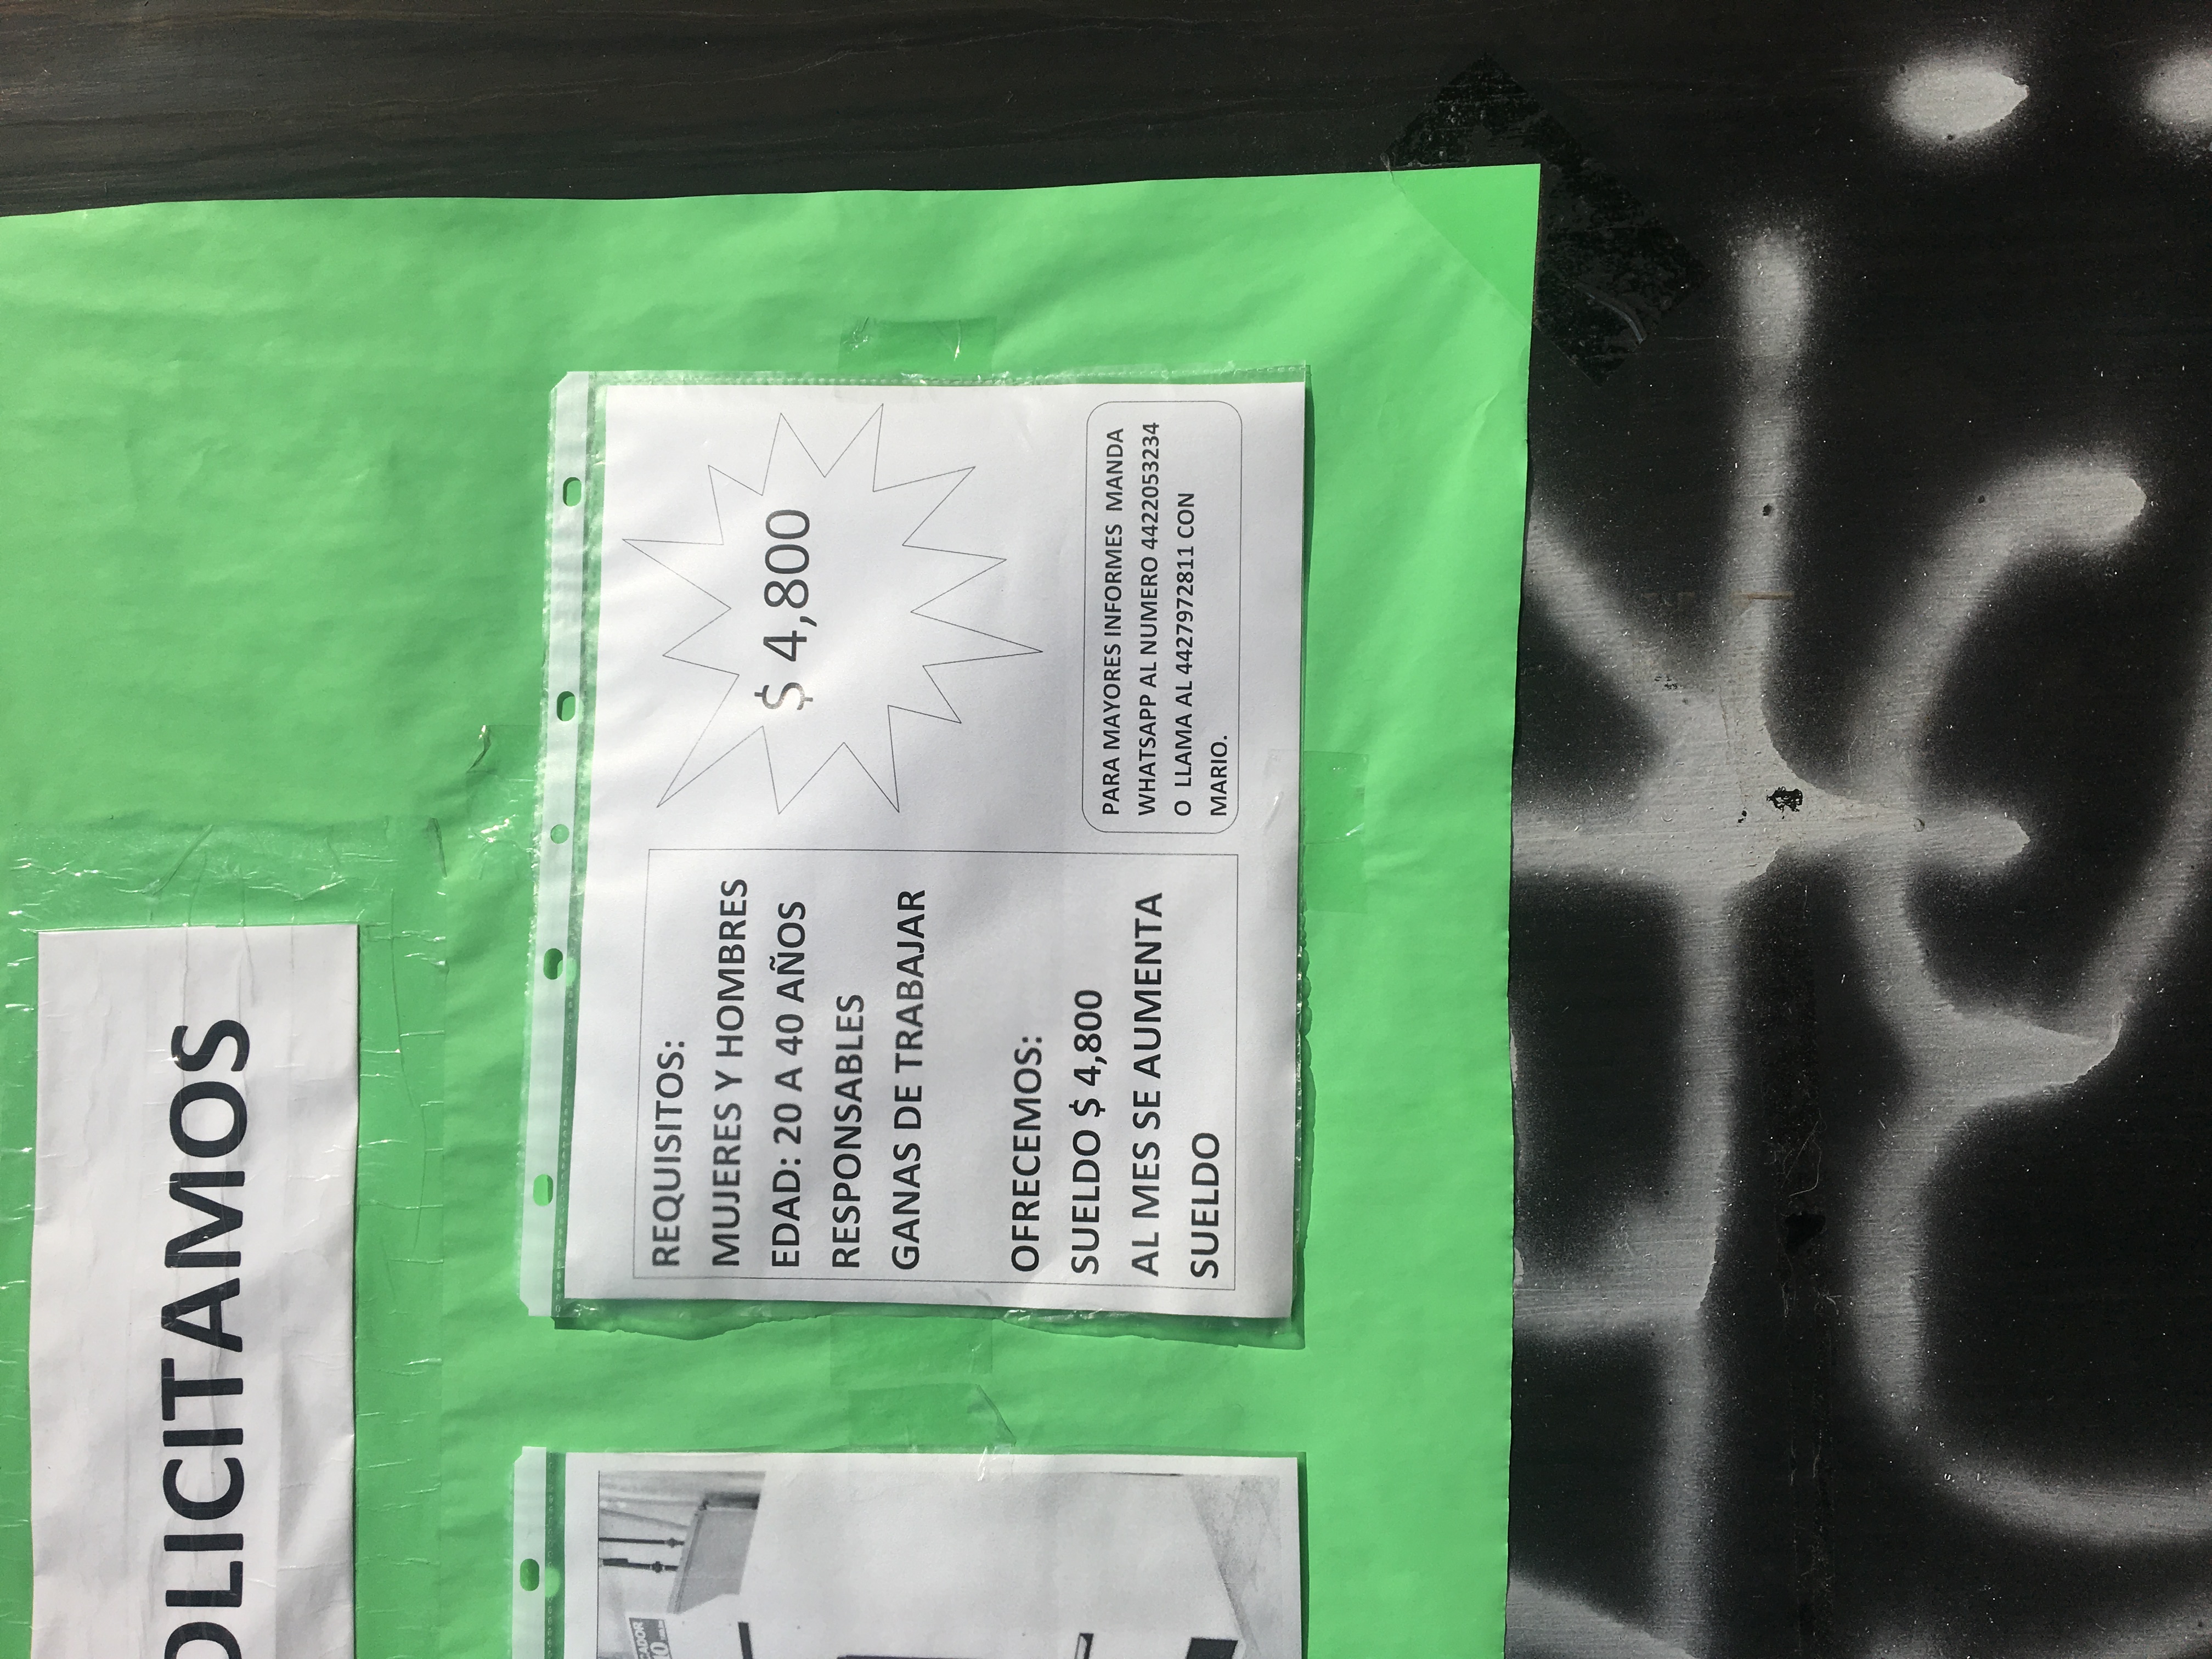 OLICITAMOS
CADOR
REQUISITOS:
MUJERES Y HOMBRES
EDAD: 20 A 40 AÑOS
RESPONSABLES
GANAS DE TRABAJAR
OFRECEMOS:
SUELDO $ 4,800
AL MES SE AUMENTA
SUELDO
$ 4,800
PARA MAYORES INFORMES MANDA
WHATSAPP AL NUMERO 4422053234
O LLAMA AL 4427972811 CON
MARIO.